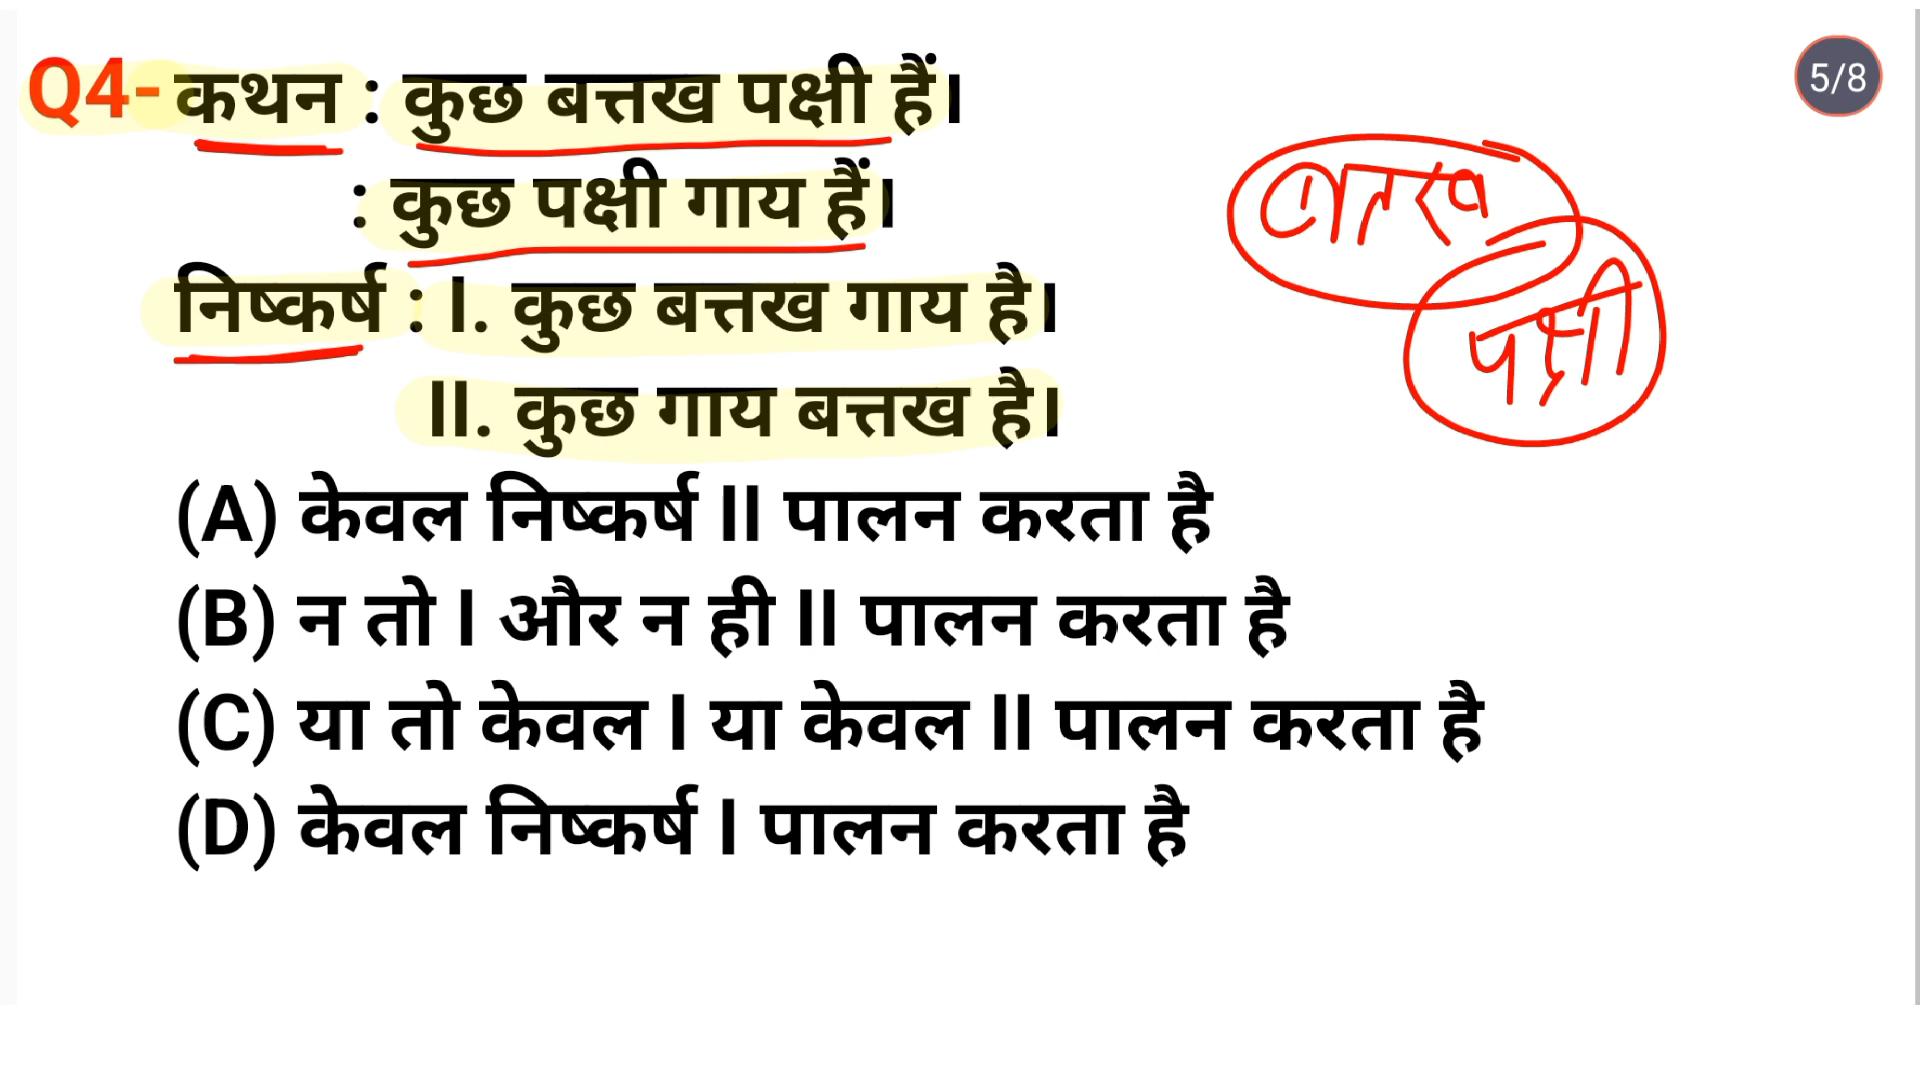 Q4- कथन : कुछ बत्तख पक्षी हैं।
: कुछ पक्षी गाय हैं।
निष्कर्ष : I. कुछ बत्तख गाय है।
II. कुछ गाय बत्तख है।
(A) केवल निष्कर्ष II पालन करता है
(B) न तो I और न ही II पालन करता है
(C) या तो केवल I या केवल II पालन करता है
(D) केवल निष्कर्ष I पालन करता है
5/8
बातख
पक्षी